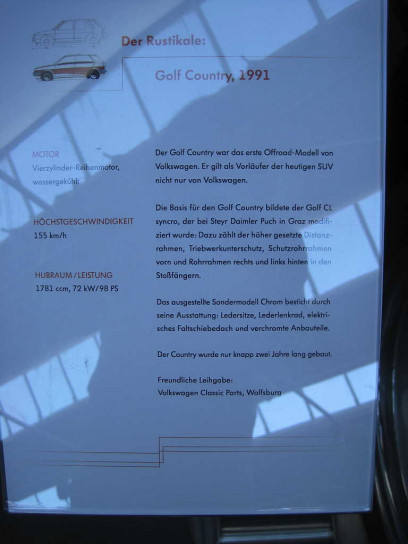 Der Rustikale:
Golf Country, 1991
MOTOR
Vierzylinder-Reihenmotor,
wassergekühlt
HÖCHSTGESCHWINDIGKEIT
155 km/h
HUBRAUM/LEISTUNG
1781 ccm, 72 kW/98 PS
Der Golf Country war das erste Offroad-Modell von
Volkswagen. Er gilt als Vorläufer der heutigen SUV
nicht nur von Volkswagen.
Die Basis für den Golf Country bildete der Golf CL
syncro, der bei Steyr Daimler Puch in Graz modifi-
ziert wurde: Dazu zählt der höher gesetzte Distanz-
rahmen, Triebwerkunterschutz, Schutzrohrrahmen
vorn und Rohrrahmen rechts und links hinten in den
Stoßfängern.
Das ausgestellte Sondermodell Chrom besticht durch
seine Ausstattung: Ledersitze, Lederlenkrad, elektri-
sches Faltschiebedach und verchromte Anbauteile.
Der Country wurde nur knapp zwei Jahre lang gebaut.
Freundliche Leihgabe:
Volkswagen Classic Parts, Wolfsburg